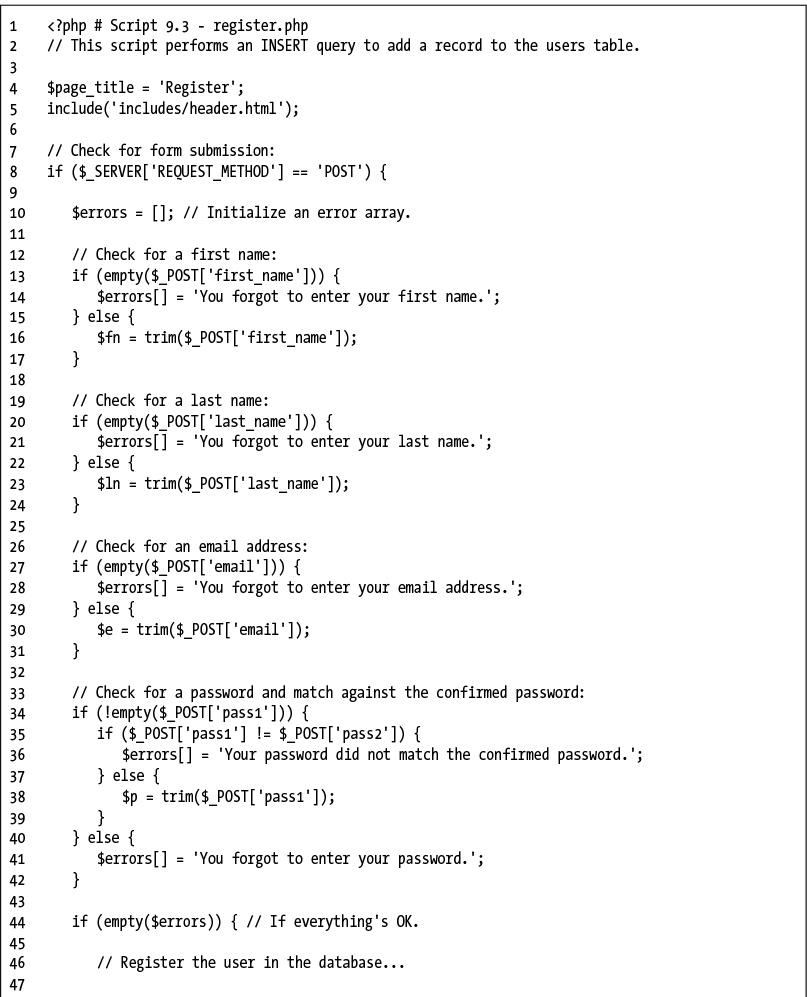 1 <?php # Script 9.3 - register.php
2 // This script performs an INSERT query to add a record to the users table.
3
4 $page_title = 'Register';
5 include('includes/header.html');
6
7 // Check for form submission:
8 if ($_SERVER['REQUEST_METHOD'] == 'POST') {
9
10 $errors = []; // Initialize an error array.
11
12 // Check for a first name:
13 if (empty($_POST['first_name'])) {
14 $errors[] = 'You forgot to enter your first name.';
15 } else {
16 $fn = trim($_POST['first_name']);
17 }
18
19 // Check for a last name:
20 if (empty($_POST['last_name'])) {
21 $errors[] = 'You forgot to enter your last name.';
22 } else {
23 $ln = trim($_POST['last_name']);
24 }
25
26 // Check for an email address:
27 if (empty($_POST['email'])) {
28 $errors[] = 'You forgot to enter your email address.';
29 } else {
30 $e = trim($_POST['email']);
31 }
32
33 // Check for a password and match against the confirmed password:
34 if (!empty($_POST['pass1'])) {
35 if ($_POST['pass1'] != $_POST['pass2']) {
36 $errors[] = 'Your password did not match the confirmed password.';
37 } else {
38 $p = trim($_POST['pass1']);
39 }
40 } else {
41 $errors[] = 'You forgot to enter your password.';
42 }
43
44 if (empty($errors)) { // If everything's OK.
45
46 // Register the user in the database...
47